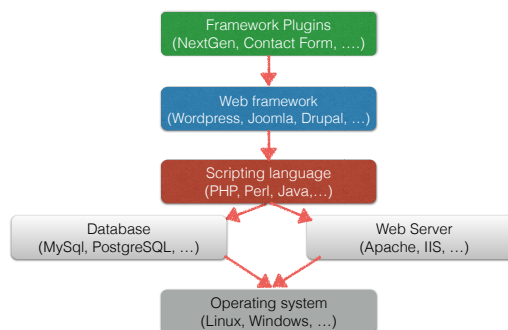 Framework Plugins
(NextGen, Contact Form, ….)
Web framework
(Wordpress, Joomla, Drupal, …)
Scripting language
(PHP, Perl, Java,…)
Database
(MySql, PostgreSQL, …)
Web Server
(Apache, IIS, …)
Operating system
(Linux, Windows, …)